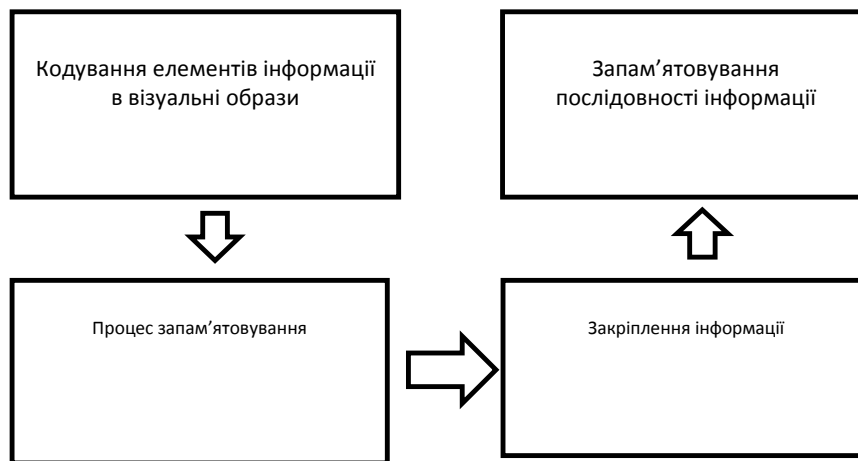 Кодування елементів інформації
в візуальні образи
Запам’ятовування
послідовності інформації
Процес запам’ятовування
Закріплення інформації